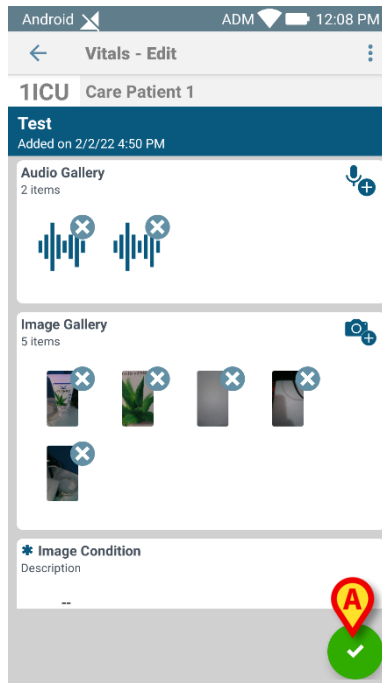 Android ADM 12:08 PM
Vitals - Edit
1ICU Care Patient 1
Test
Added on 2/2/22 4:50 PM
Audio Gallery
2 items
Image Gallery
5 items
✱ Image Condition
Description
--
A